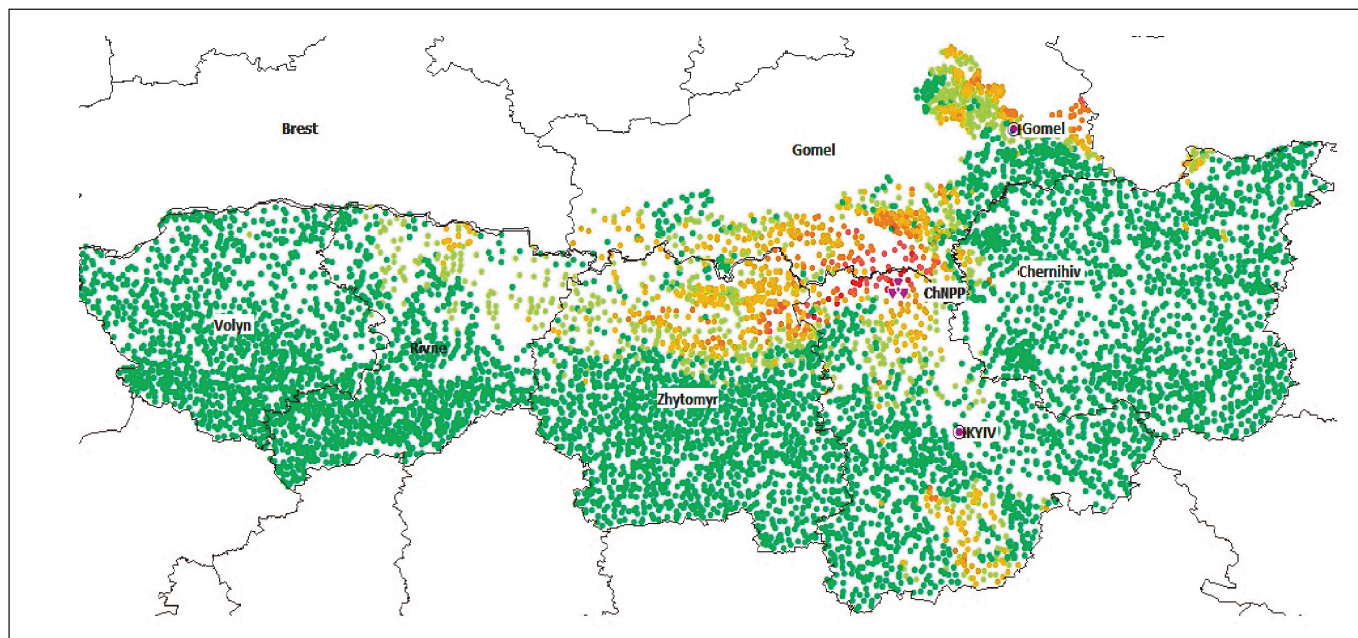 Brest
Gomel
Gomel
Chernihiv
ChNPP
Volyn
Rivne
Zhytomyr
KYIV